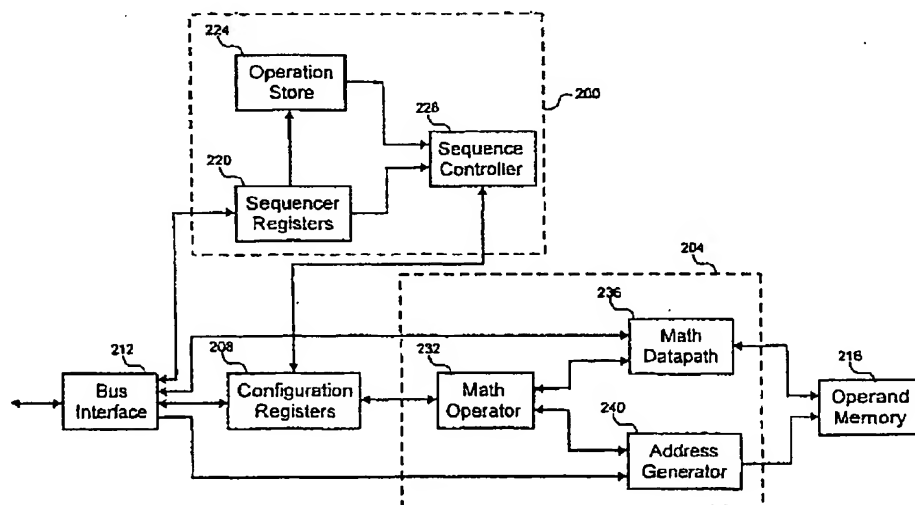 224
Operation
Store
200
228
Sequence
Controller
220
Sequencer
Registers
204
236
Math
Datapath
212
Bus
Interface
208
Configuration
Registers
232
Math
Operator
216
Operand
Memory
240
Address
Generator